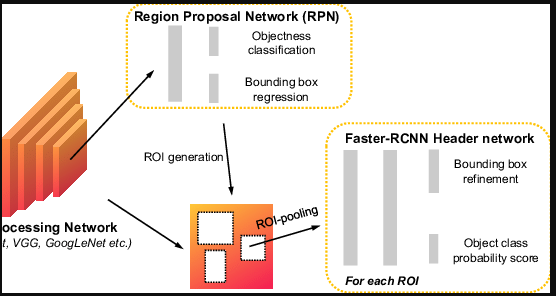 Region Proposal Network (RPN)
Objectness
classification
Bounding box
regression
ROI generation
Faster-RCNN Header network
Bounding box
refinement
ROI-pooling
Object class
probability score
For each ROI
ocessing Network
t, VGG, GoogLeNet etc.)